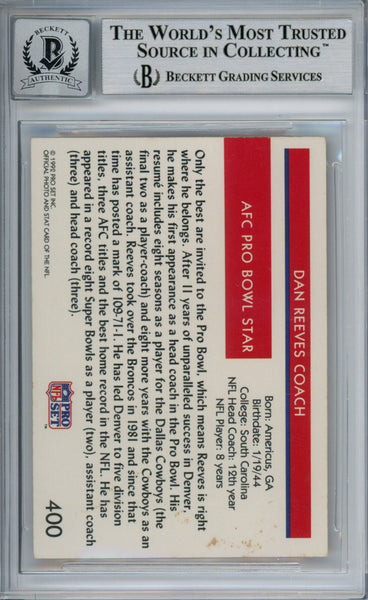 BECKETT
AUTHENTIC
THE WORLD'S MOST TRUSTED
SOURCE IN COLLECTING™
BECKETT GRADING SERVICES
DAN REEVES COACH
AFC PRO BOWL STAR
Born: Americus, GA
Birthdate: 1/19/44
College: South Carolina
NFL Head Coach: 12th year
NFL Player: 8 years
Only the best are invited to the Pro Bowl, which means Reeves is right
where he belongs. After 11 years of unparalleled success in Denver,
he makes his first appearance as a head coach in the Pro Bowl. His
resumé includes eight seasons as a player for the Dallas Cowboys (the
final two as a player-coach) and eight more years with the Cowboys as an
assistant coach. Reeves took over the Broncos in 1981 and since that
time has posted a mark of 109-71-1. He has led Denver to five division
titles, three AFC titles and the best home record in the NFL. He has
appeared in a record eight Super Bowls as a player (two), assistant coach
(three) and head coach (three).
© 1992 PRO SET INC.
OFFICIAL PHOTO AND STAT CARD OF THE NFL
PRO
NFL
SET
400